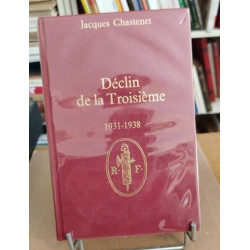 Jacques Chastenet
Déclin
de la Troisième
1931-1938
R. F.